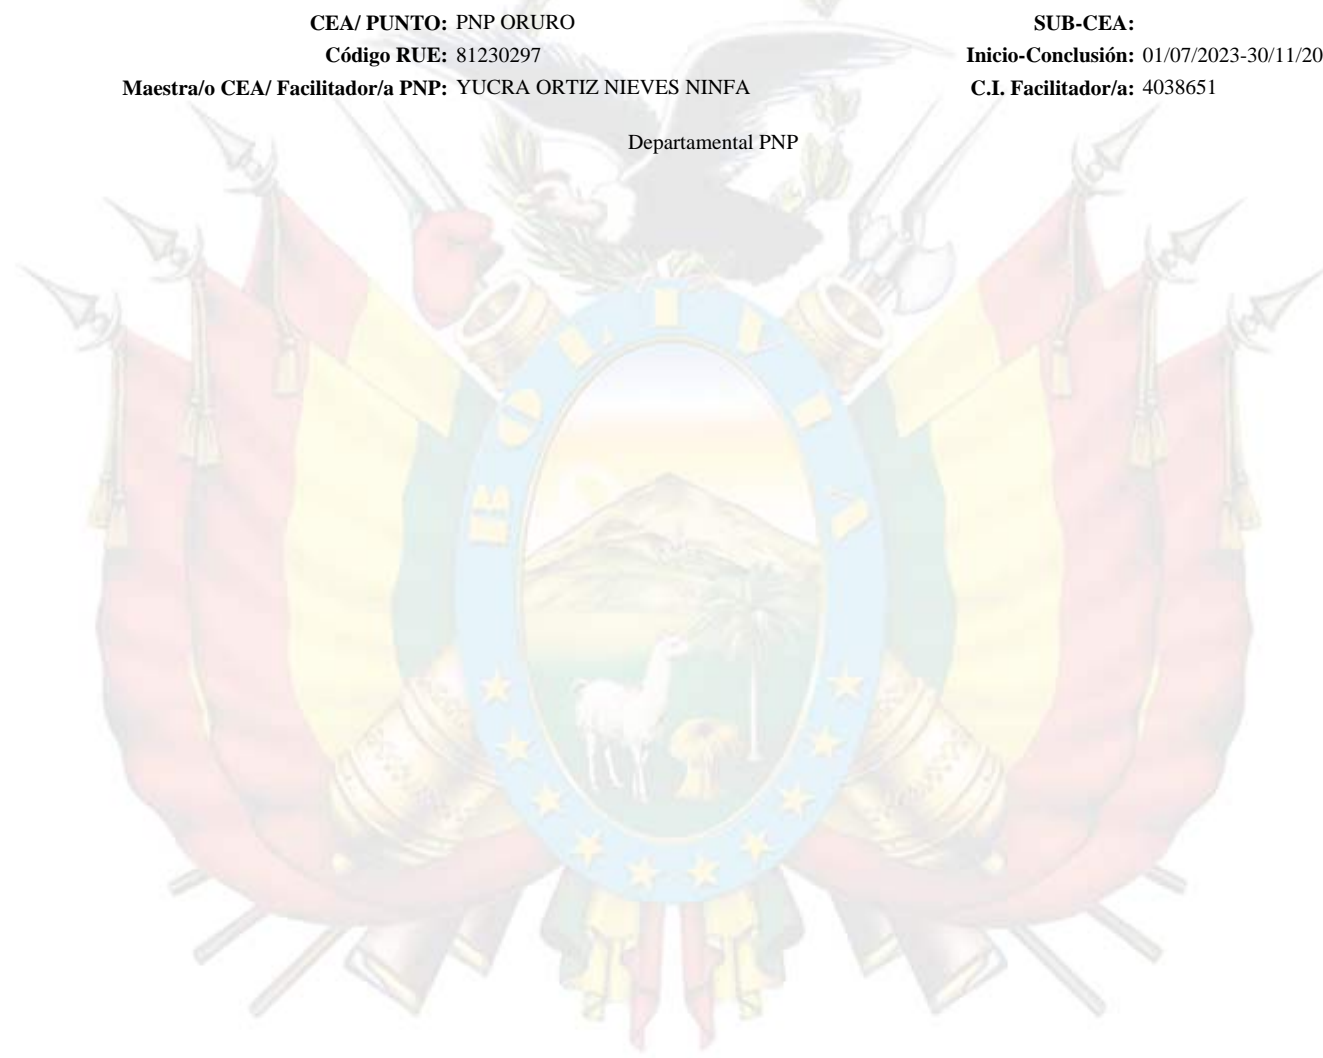 CEA/ PUNTO: PNP ORURO SUB-CEA:
Código RUE: 81230297 Inicio-Conclusión: 01/07/2023-30/11/20
Maestra/o CEA/ Facilitador/a PNP: YUCRA ORTIZ NIEVES NINFA C.I. Facilitador/a: 4038651
Departamental PNP
BOLIVIA